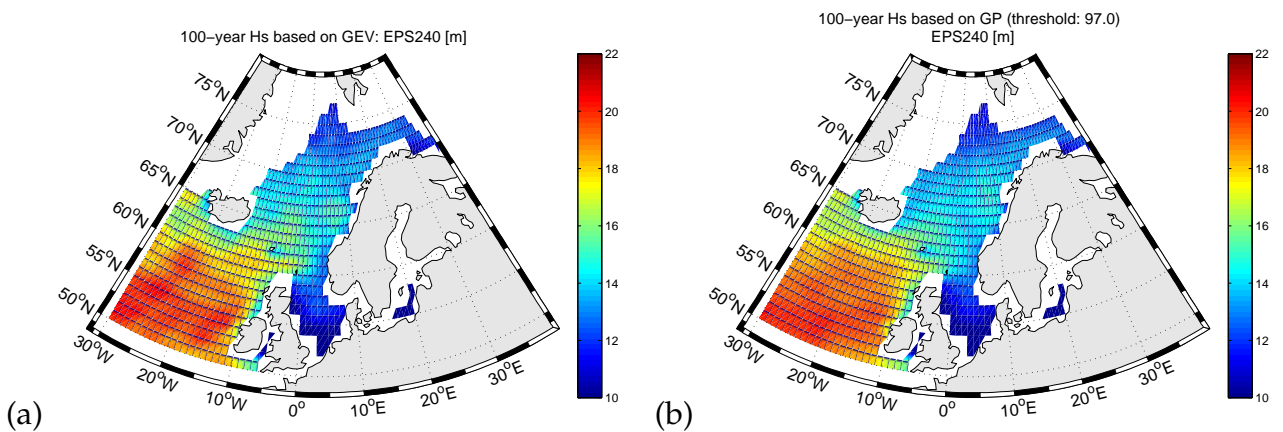 100−year Hs based on GEV: EPS240 [m]
75°N
70°N
65°N
60°N
55°N
50°N
30°W
20°W
10°W
0°
10°E
20°E
30°E
22
20
18
16
14
12
10
(a)
100−year Hs based on GP (threshold: 97.0)
EPS240 [m]
75°N
70°N
65°N
60°N
55°N
50°N
30°W
20°W
10°W
0°
10°E
20°E
30°E
22
20
18
16
14
12
10
(b)